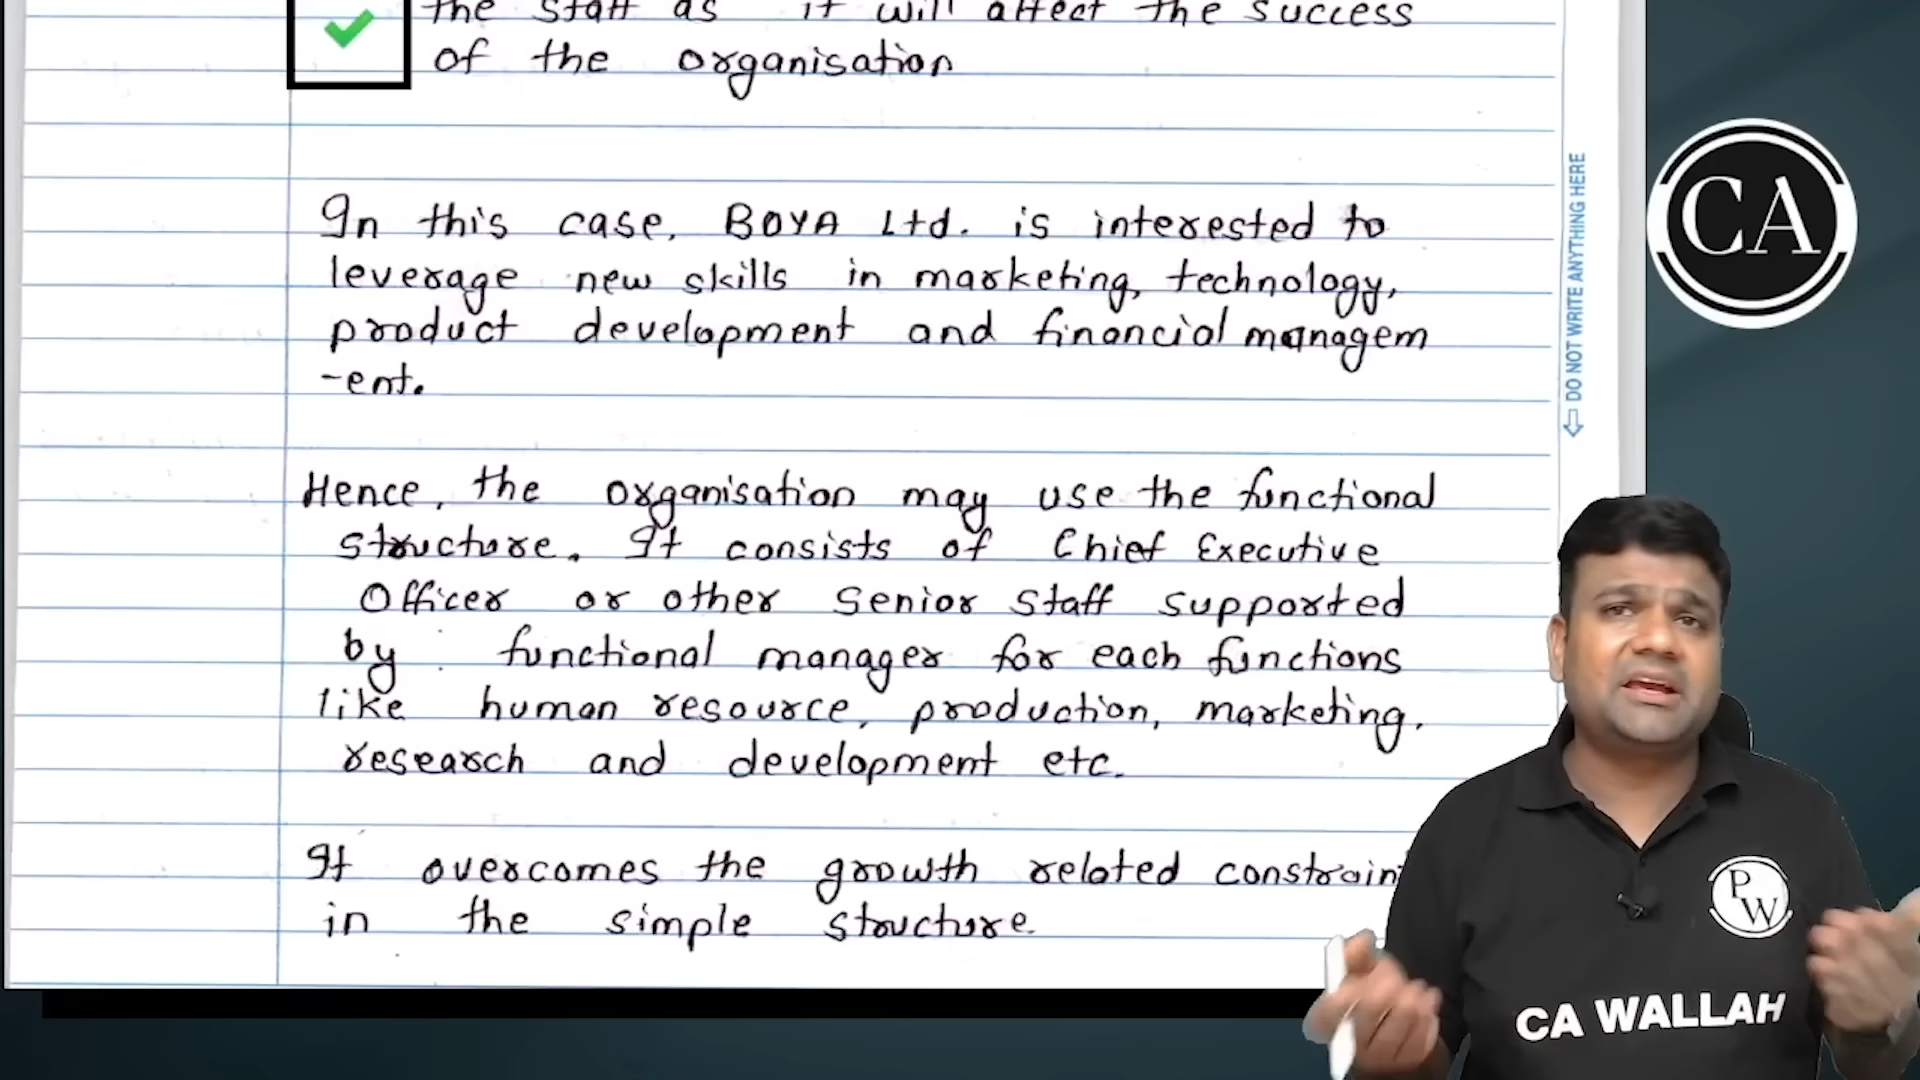 the staff as it will affect the success
of the organisation
In this case, BOYA Ltd. is interested to
leverage new skills in marketing, technology,
product development and financial managem
-ent.
Hence, the organisation may use the functional
structure. It consists of Chief Executive
Officer or other Senior Staff supported
by functional manager for each functions
like human resource, production, marketing,
research and development etc.
It overcomes the growth related constrain
in the simple structure.
DO NOT WRITE ANYTHING HERE
CA
PW
CA WALLAH